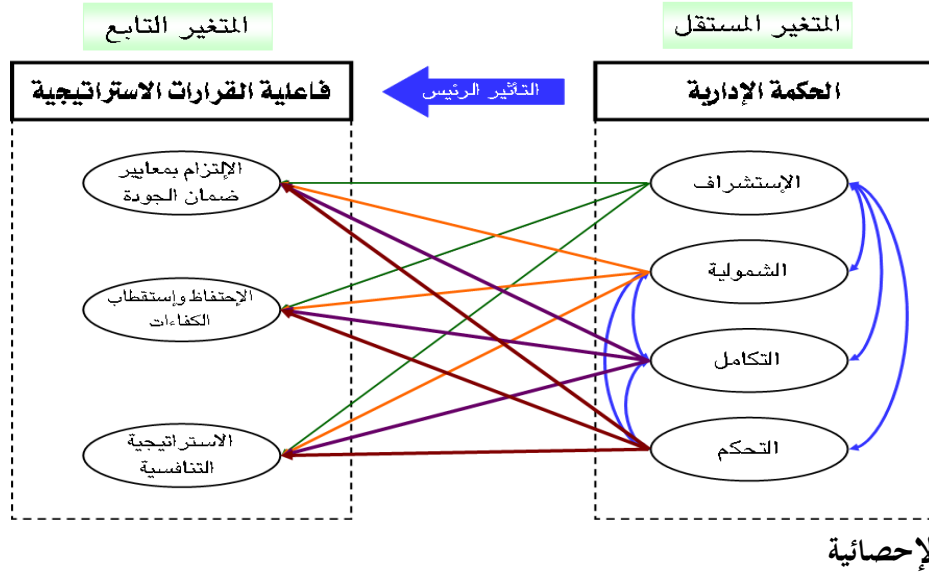 المتغير المستقل
المتغير التابع
الحكمة الإدارية
التأثير الرئيس
فاعلية القرارات الاستراتيجية
الإستشراف
الشمولية
التكامل
التحكم
الإلتزام بمعايير
ضمان الجودة
الإحتفاظ وإستقطاب
الكفاءات
الاستراتيجية
التنافسية
لإحصائية